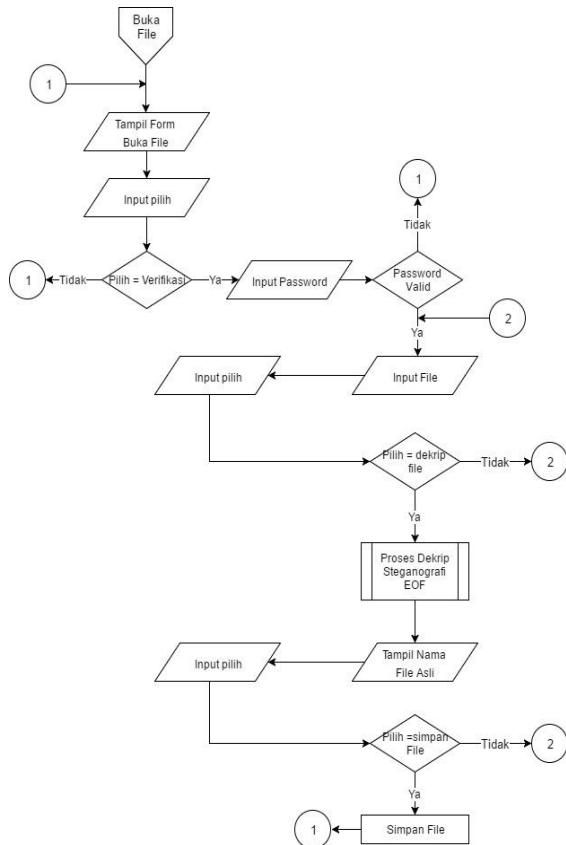 Buka
File
1
Tampil Form
Buka File
Input pilih
1
Tidak
Pilih = Verifikasi
Ya
Input Password
Password
Valid
Tidak
1
Ya
2
Input File
Input pilih
Pilih = dekrip
file
Tidak
2
Ya
Proses Dekrip
Steganografi
EOF
Tampil Nama
File Asli
Input pilih
Pilih =simpan
File
Tidak
2
Ya
Simpan File
1